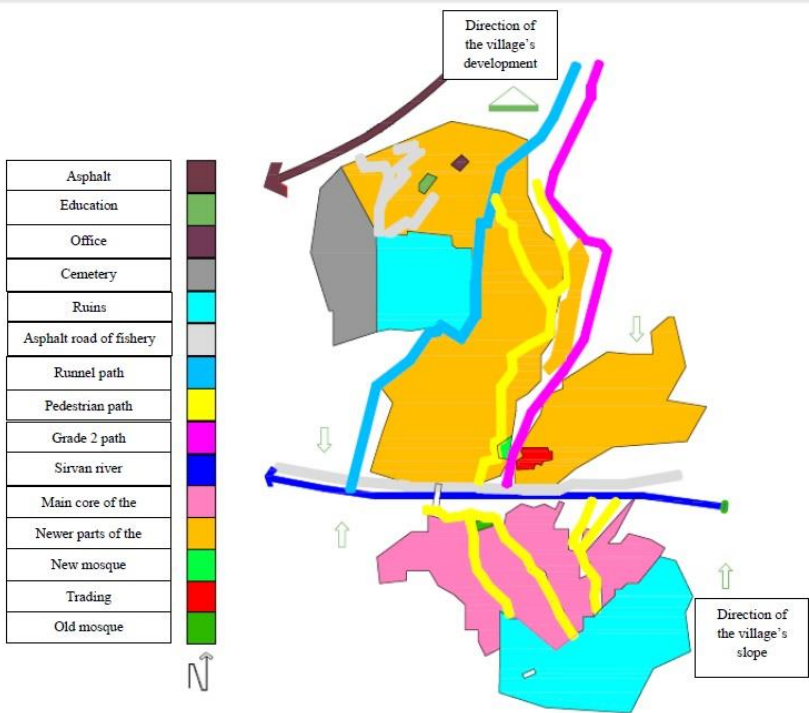 Direction of
the village's
development
Asphalt
Education
Office
Cemetery
Ruins
Asphalt road of fishery
Runnel path
Pedestrian path
Grade 2 path
Sirvan river
Main core of the
Newer parts of the
New mosque
Trading
Old mosque
N
Direction of
the village's
slope